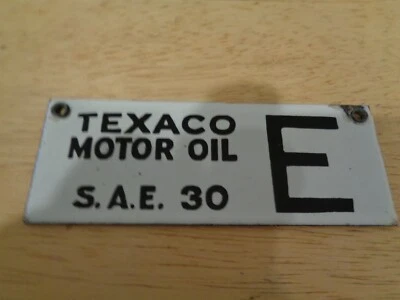 TEXACO
MOTOR OIL
S.A.E. 30
E